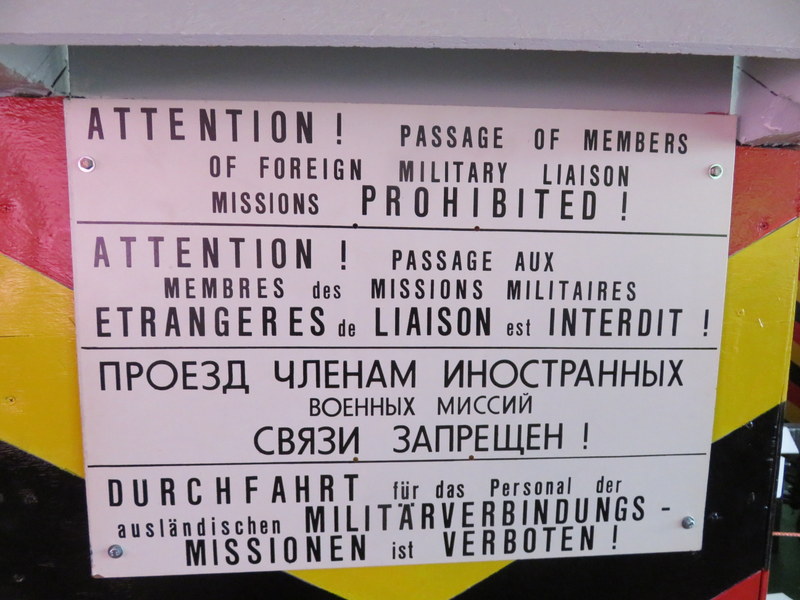 ATTENTION ! PASSAGE OF MEMBERS
OF FOREIGN MILITARY LIAISON
MISSIONS PROHIBITED !
ATTENTION ! PASSAGE AUX
MEMBRES des MISSIONS MILITAIRES
ETRANGERES de LIAISON est INTERDIT !
ПРОЕЗД ЧЛЕНАМ ИНОСТРАННЫХ
ВОЕННЫХ МИССИЙ
СВЯЗИ ЗАПРЕЩЕН !
DURCHFAHRT für das Personal der
ausländischen MILITÄRVERBINDUNGS -
MISSIONEN ist VERBOTEN !